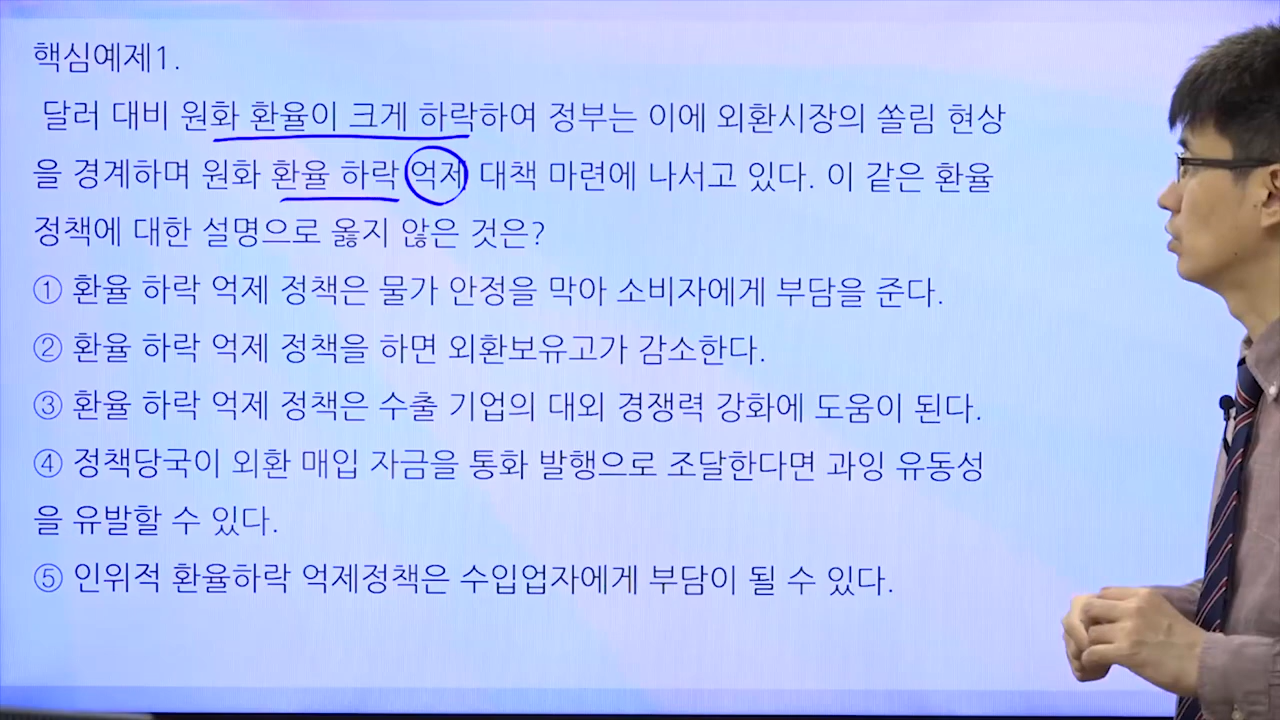 핵심예제1.
달러 대비 원화 환율이 크게 하락하여 정부는 이에 외환시장의 쏠림 현상
을 경계하며 원화 환율 하락 억제 대책 마련에 나서고 있다. 이 같은 환율
정책에 대한 설명으로 옳지 않은 것은?
① 환율 하락 억제 정책은 물가 안정을 막아 소비자에게 부담을 준다.
② 환율 하락 억제 정책을 하면 외환보유고가 감소한다.
③ 환율 하락 억제 정책은 수출 기업의 대외 경쟁력 강화에 도움이 된다.
④ 정책당국이 외환 매입 자금을 통화 발행으로 조달한다면 과잉 유동성
을 유발할 수 있다.
⑤ 인위적 환율하락 억제정책은 수입업자에게 부담이 될 수 있다.